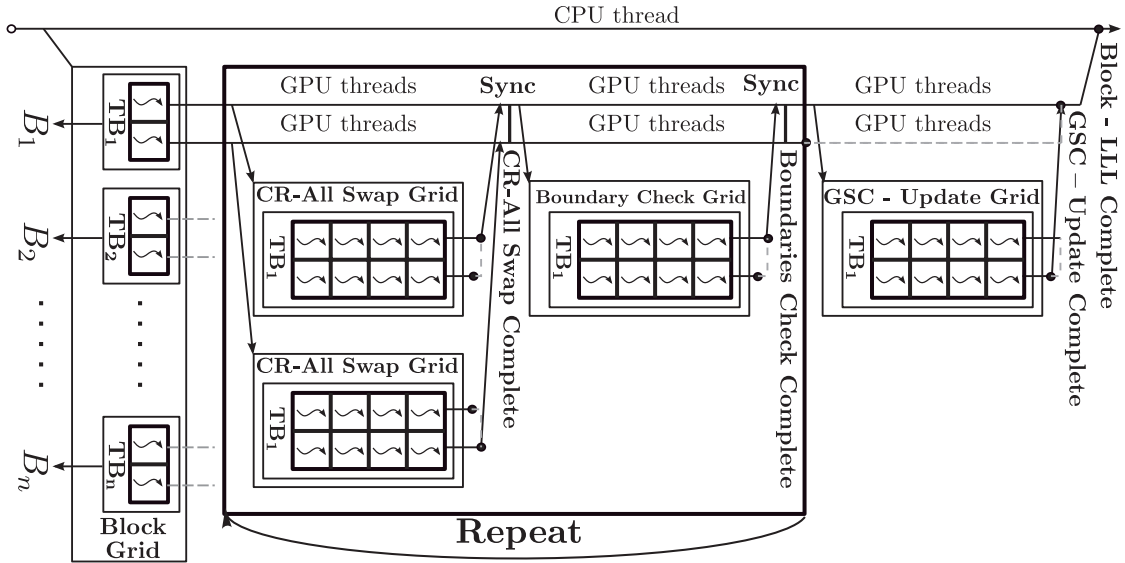 CPU thread
GPU threads
Sync
GPU threads
Sync
GPU threads
GPU threads
GPU threads
GPU threads
TB1
B1
TB2
B2
TBn
Bn
Block
Grid
CR-All Swap Grid
TB1
CR-All Swap Grid
TB1
CR-All Swap Complete
Boundary Check Grid
TB1
Boundaries Check Complete
GSC - Update Grid
TB1
GSC – Update Complete
Block - LLL Complete
Repeat